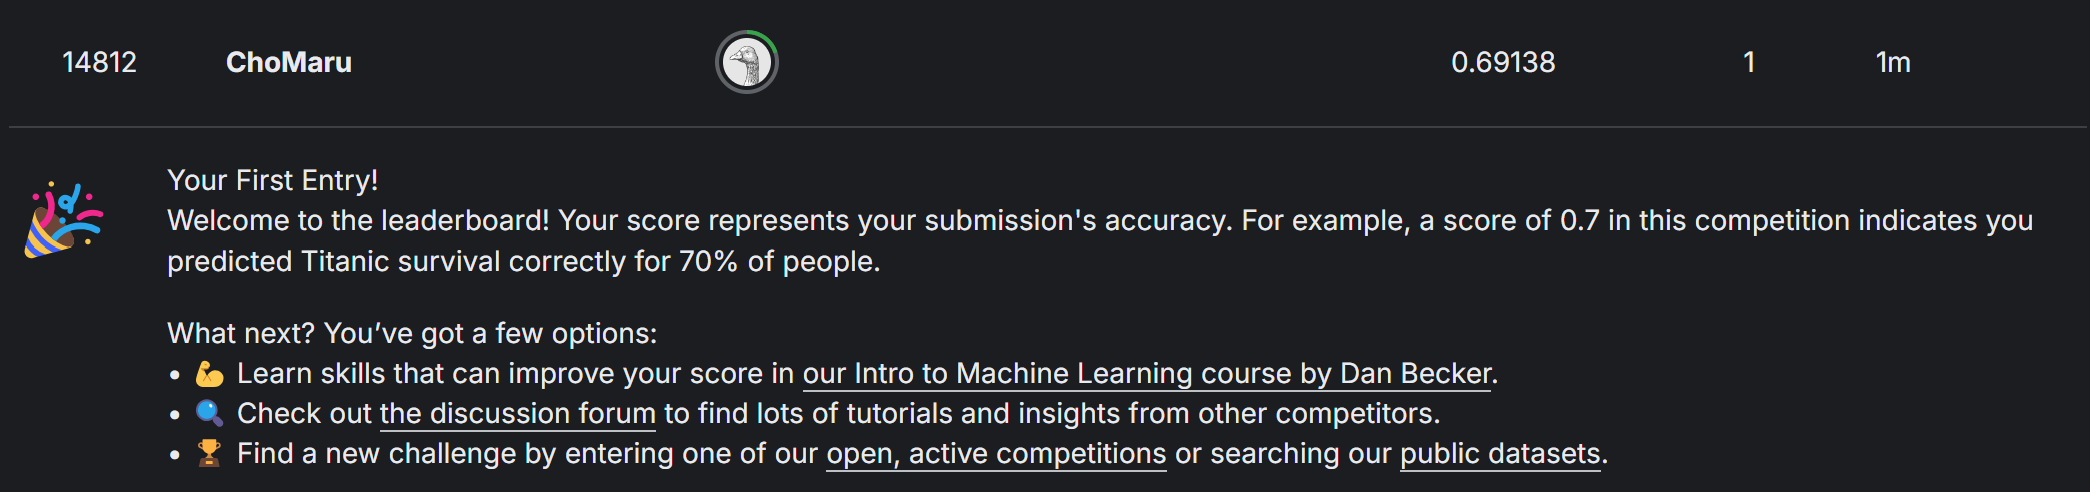 14812 ChoMaru 0.69138 1 1m
Your First Entry!
Welcome to the leaderboard! Your score represents your submission's accuracy. For example, a score of 0.7 in this competition indicates you
predicted Titanic survival correctly for 70% of people.
What next? You’ve got a few options:
• 💪 Learn skills that can improve your score in our Intro to Machine Learning course by Dan Becker.
• 🔍 Check out the discussion forum to find lots of tutorials and insights from other competitors.
• 🏆 Find a new challenge by entering one of our open, active competitions or searching our public datasets.